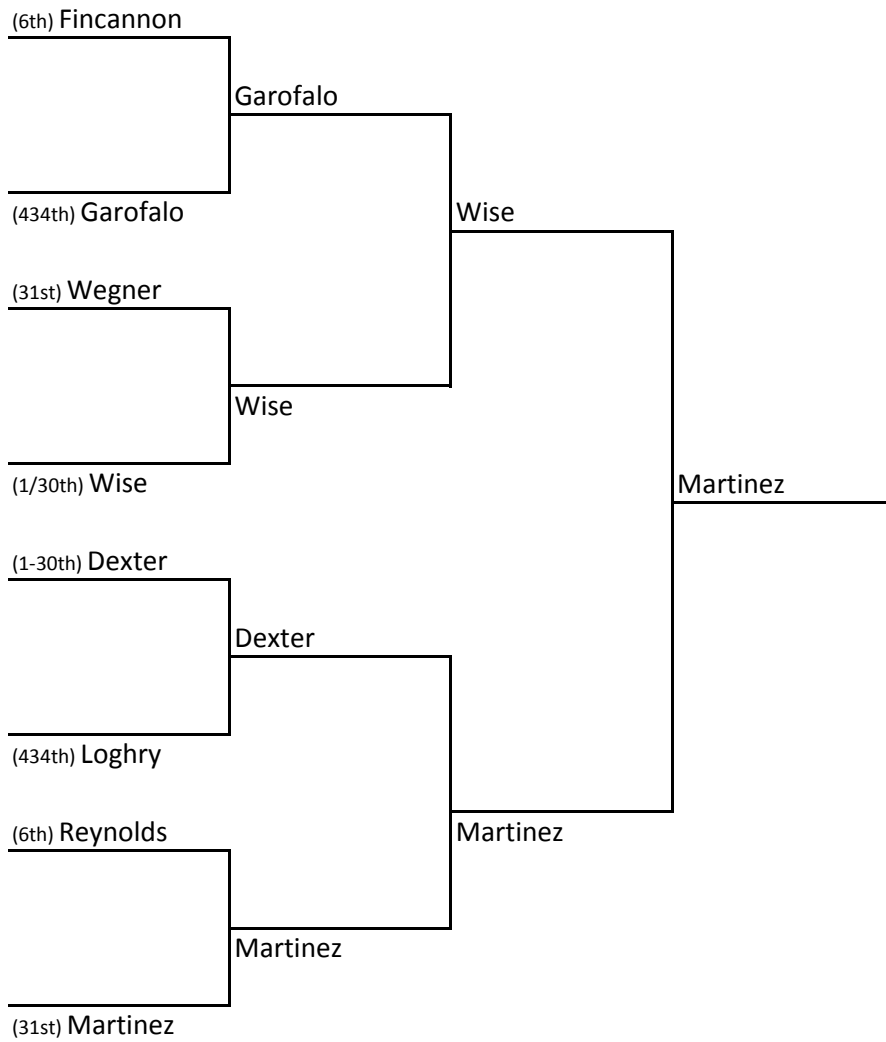 (6th) Fincannon
Garofalo
(434th) Garofalo
Wise
(31st) Wegner
Wise
(1/30th) Wise
Martinez
(1-30th) Dexter
Dexter
(434th) Loghry
(6th) Reynolds
Martinez
Martinez
(31st) Martinez